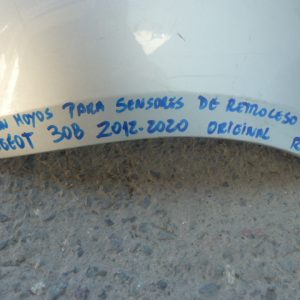 HOYOS PARA SENSORES DE RETROCESO
308 2012-2020 ORIGINAL